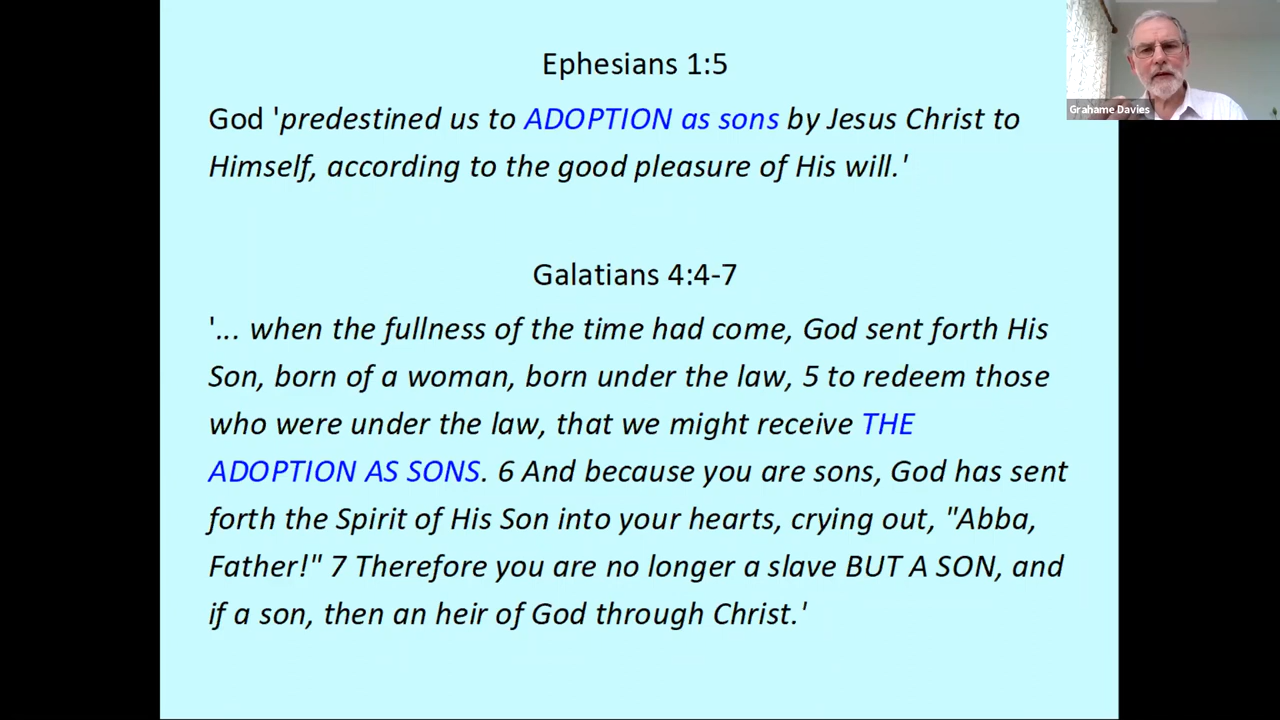 Ephesians 1:5
God 'predestined us to ADOPTION as sons by Jesus Christ to
Himself, according to the good pleasure of His will.'
Galatians 4:4-7
'... when the fullness of the time had come, God sent forth His
Son, born of a woman, born under the law, 5 to redeem those
who were under the law, that we might receive THE
ADOPTION AS SONS. 6 And because you are sons, God has sent
forth the Spirit of His Son into your hearts, crying out, "Abba,
Father!" 7 Therefore you are no longer a slave BUT A SON, and
if a son, then an heir of God through Christ.'
Grahame Davies